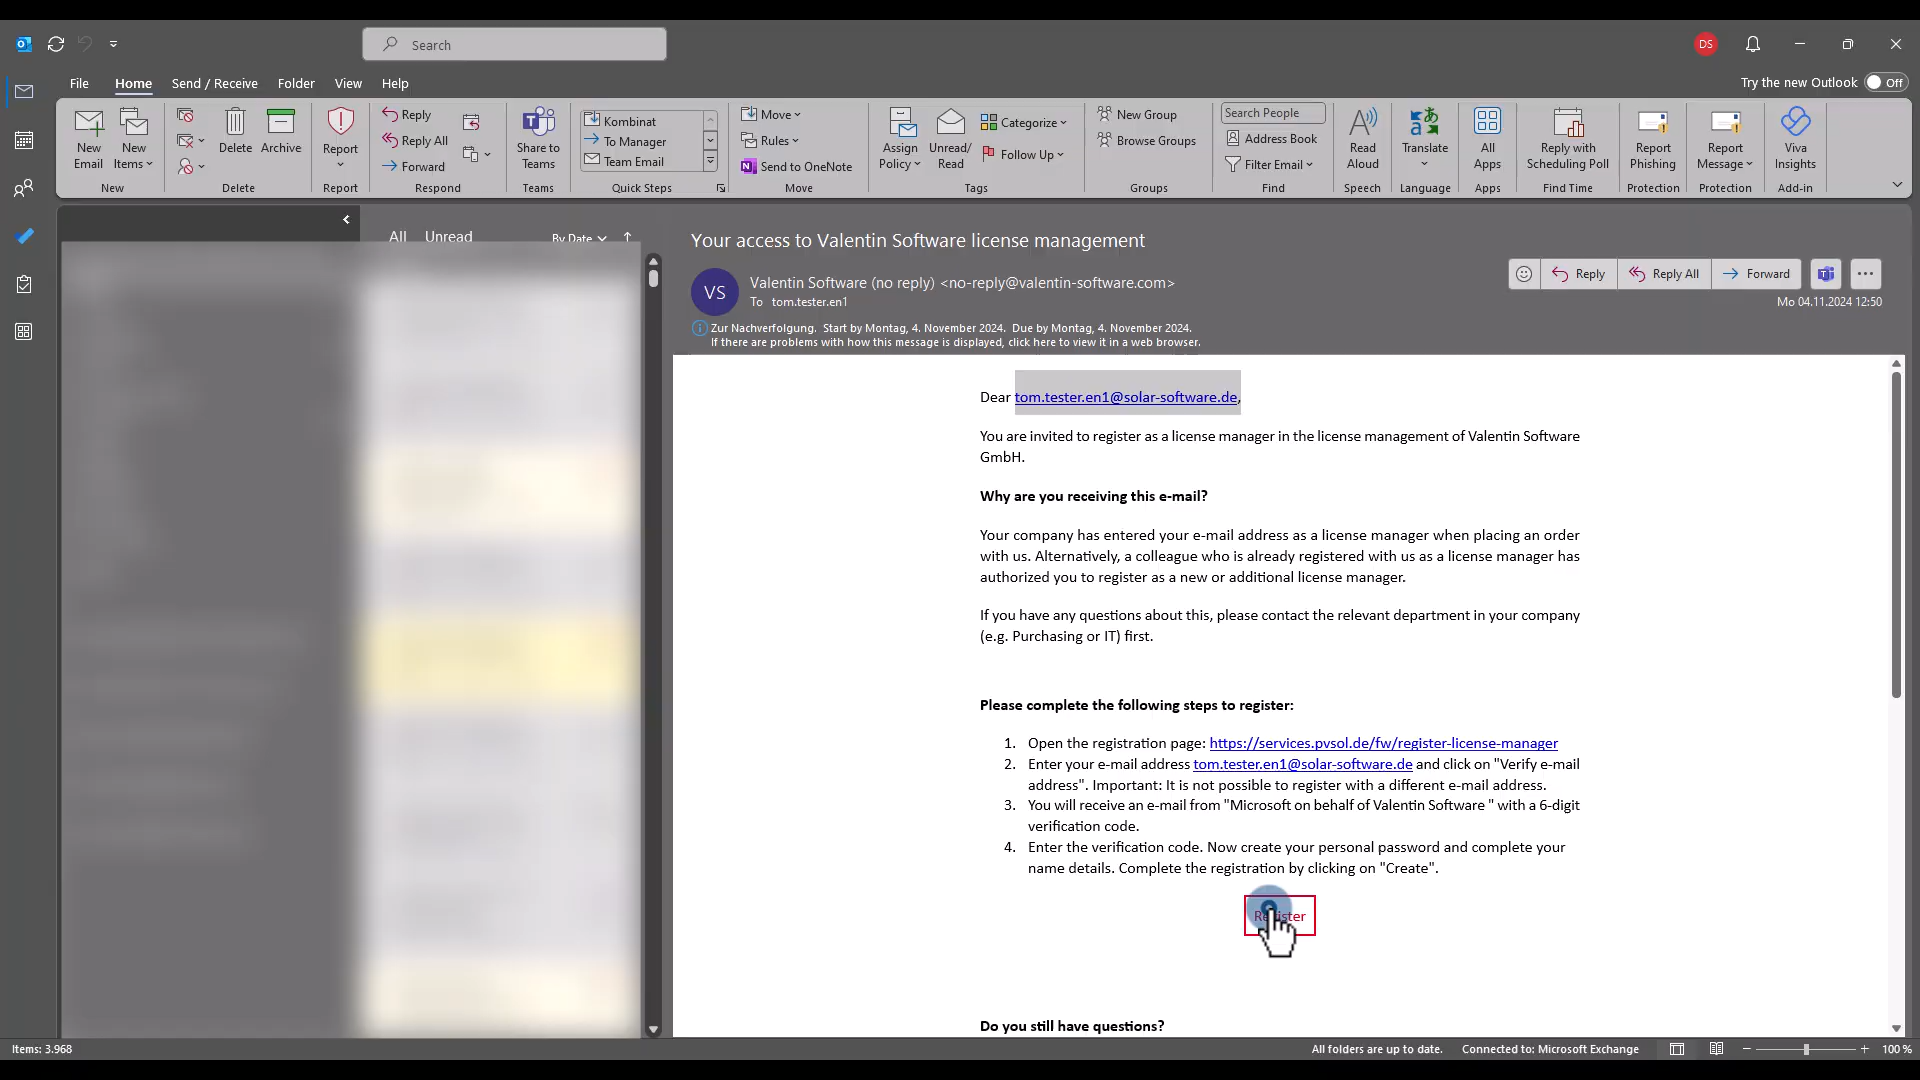 Search
DS
File Home Send / Receive Folder View Help
Try the new Outlook Off
New Email
New Items
New
Delete
Archive
Delete
Report
Report
Reply
Reply All
Forward
Respond
Share to Teams
Teams
Kombinat
To Manager
Team Email
Quick Steps
Move
Rules
Send to OneNote
Move
Assign Policy
Unread/ Read
Categorize
Follow Up
Tags
New Group
Browse Groups
Groups
Search People
Address Book
Filter Email
Find
Read Aloud
Speech
Translate
Language
All Apps
Apps
Reply with Scheduling Poll
Find Time
Report Phishing
Protection
Report Message
Protection
Viva Insights
Add-in
All Unread By Date
Your access to Valentin Software license management
VS
Valentin Software (no reply) <no-reply@valentin-software.com>
To tom.tester.en1
Reply Reply All Forward
Mo 04.11.2024 12:50
Zur Nachverfolgung. Start by Montag, 4. November 2024. Due by Montag, 4. November 2024.
If there are problems with how this message is displayed, click here to view it in a web browser.
Dear tom.tester.en1@solar-software.de,
You are invited to register as a license manager in the license management of Valentin Software
GmbH.
Why are you receiving this e-mail?
Your company has entered your e-mail address as a license manager when placing an order
with us. Alternatively, a colleague who is already registered with us as a license manager has
authorized you to register as a new or additional license manager.
If you have any questions about this, please contact the relevant department in your company
(e.g. Purchasing or IT) first.
Please complete the following steps to register:
1. Open the registration page: https://services.pvsol.de/fw/register-license-manager
2. Enter your e-mail address tom.tester.en1@solar-software.de and click on "Verify e-mail
address". Important: It is not possible to register with a different e-mail address.
3. You will receive an e-mail from "Microsoft on behalf of Valentin Software " with a 6-digit
verification code.
4. Enter the verification code. Now create your personal password and complete your
name details. Complete the registration by clicking on "Create".
Register
Do you still have questions?
Items: 3.968
All folders are up to date. Connected to: Microsoft Exchange 100 %